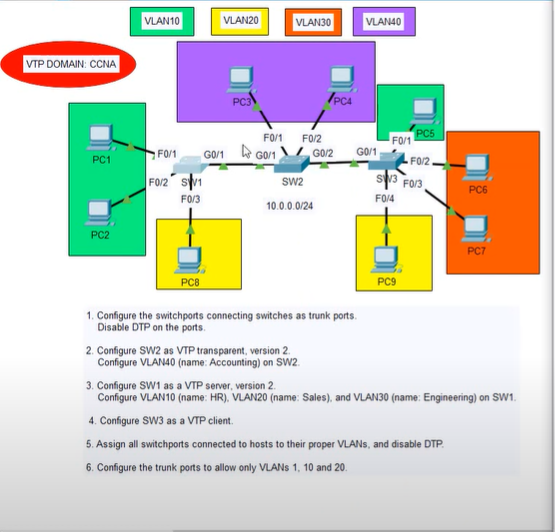 VLAN10 VLAN20 VLAN30 VLAN40
VTP DOMAIN: CCNA
PC3 PC4
PC5
F0/1 F0/2 F0/1
PC1 F0/1 G0/1 G0/1 G0/2 G0/1 F0/2
F0/2 SW1 SW2 SW3 F0/3 PC6
F0/3 10.0.0.0/24 F0/4
PC2 PC7
PC8 PC9
1. Configure the switchports connecting switches as trunk ports.
Disable DTP on the ports.
2. Configure SW2 as VTP transparent, version 2.
Configure VLAN40 (name: Accounting) on SW2.
3. Configure SW1 as a VTP server, version 2.
Configure VLAN10 (name: HR), VLAN20 (name: Sales), and VLAN30 (name: Engineering) on SW1.
4. Configure SW3 as a VTP client.
5. Assign all switchports connected to hosts to their proper VLANs, and disable DTP.
6. Configure the trunk ports to allow only VLANs 1, 10 and 20.